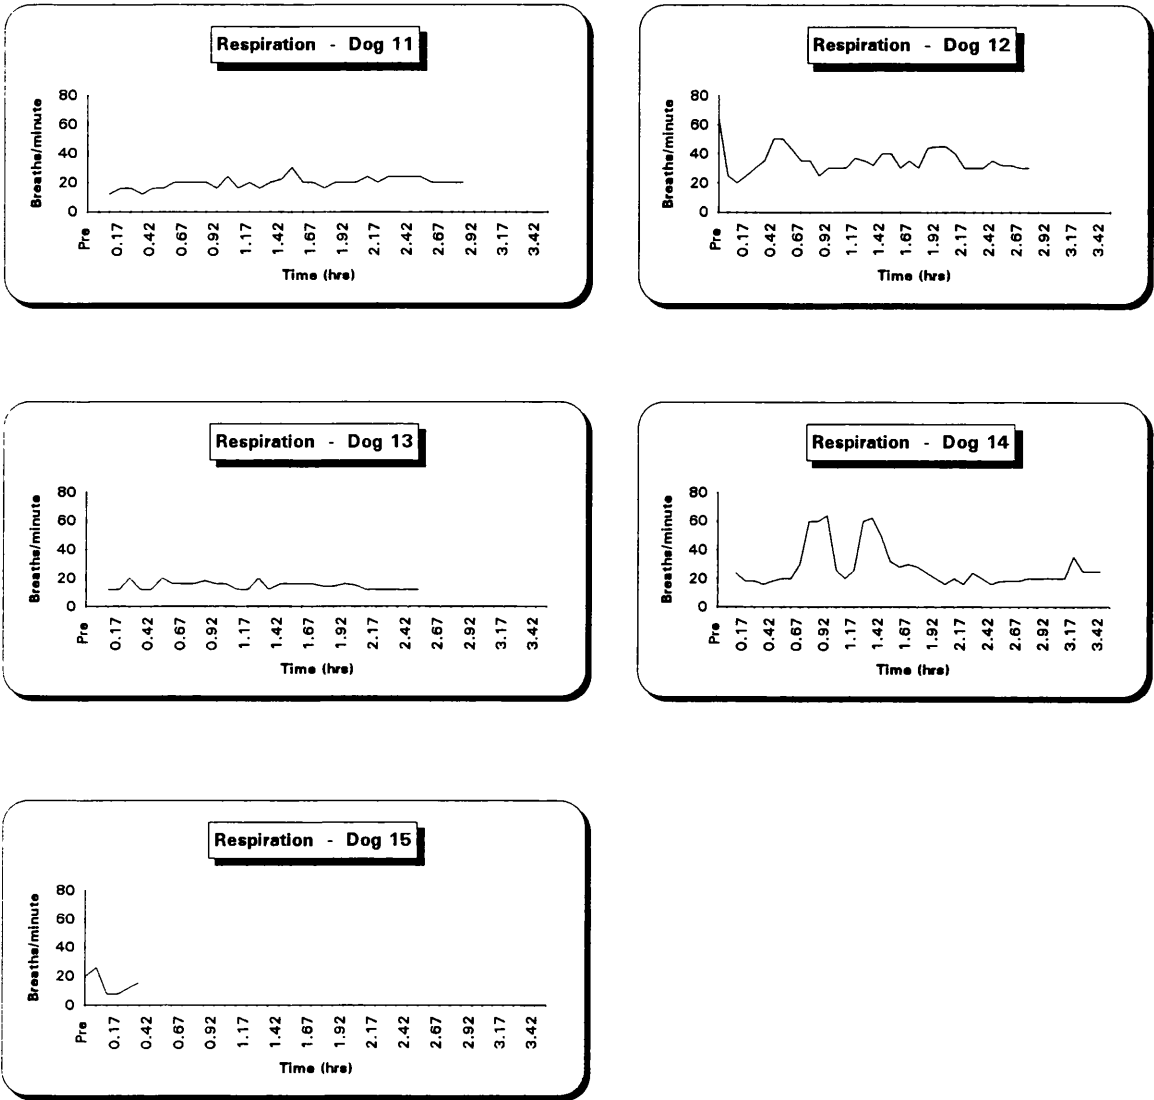 Respiration - Dog 11
Breaths/minute
80
60
40
20
0
Pre 0.17 0.42 0.67 0.92 1.17 1.42 1.67 1.92 2.17 2.42 2.67 2.92 3.17 3.42
Time (hrs)
Respiration - Dog 12
Breaths/minute
80
60
40
20
0
Pre 0.17 0.42 0.67 0.92 1.17 1.42 1.67 1.92 2.17 2.42 2.67 2.92 3.17 3.42
Time (hrs)
Respiration - Dog 13
Breaths/minute
80
60
40
20
0
Pre 0.17 0.42 0.67 0.92 1.17 1.42 1.67 1.92 2.17 2.42 2.67 2.92 3.17 3.42
Time (hrs)
Respiration - Dog 14
Breaths/minute
80
60
40
20
0
Pre 0.17 0.42 0.67 0.92 1.17 1.42 1.67 1.92 2.17 2.42 2.67 2.92 3.17 3.42
Time (hrs)
Respiration - Dog 15
Breaths/minute
80
60
40
20
0
Pre 0.17 0.42 0.67 0.92 1.17 1.42 1.67 1.92 2.17 2.42 2.67 2.92 3.17 3.42
Time (hrs)